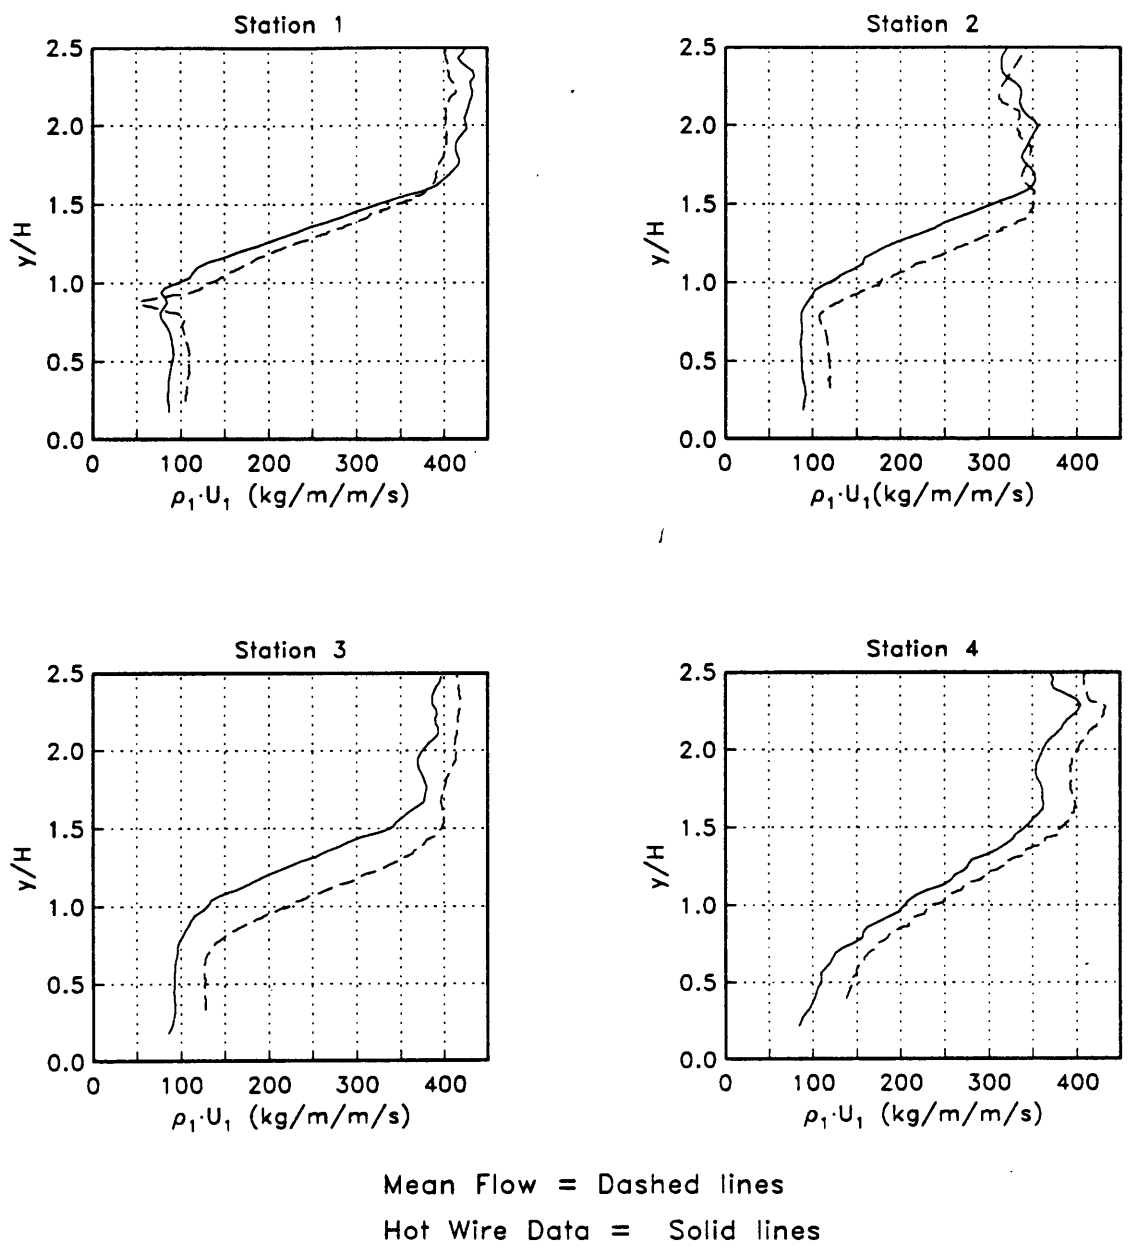 Station 1
2.5
2.0
1.5
1.0
0.5
0.0
y/H
0 100 200 300 400
ρ₁·U₁ (kg/m/m/s)
Station 2
2.5
2.0
1.5
1.0
0.5
0.0
y/H
0 100 200 300 400
ρ₁·U₁(kg/m/m/s)
Station 3
2.5
2.0
1.5
1.0
0.5
0.0
y/H
0 100 200 300 400
ρ₁·U₁ (kg/m/m/s)
Station 4
2.5
2.0
1.5
1.0
0.5
0.0
y/H
0 100 200 300 400
ρ₁·U₁ (kg/m/m/s)
Mean Flow = Dashed lines
Hot Wire Data = Solid lines